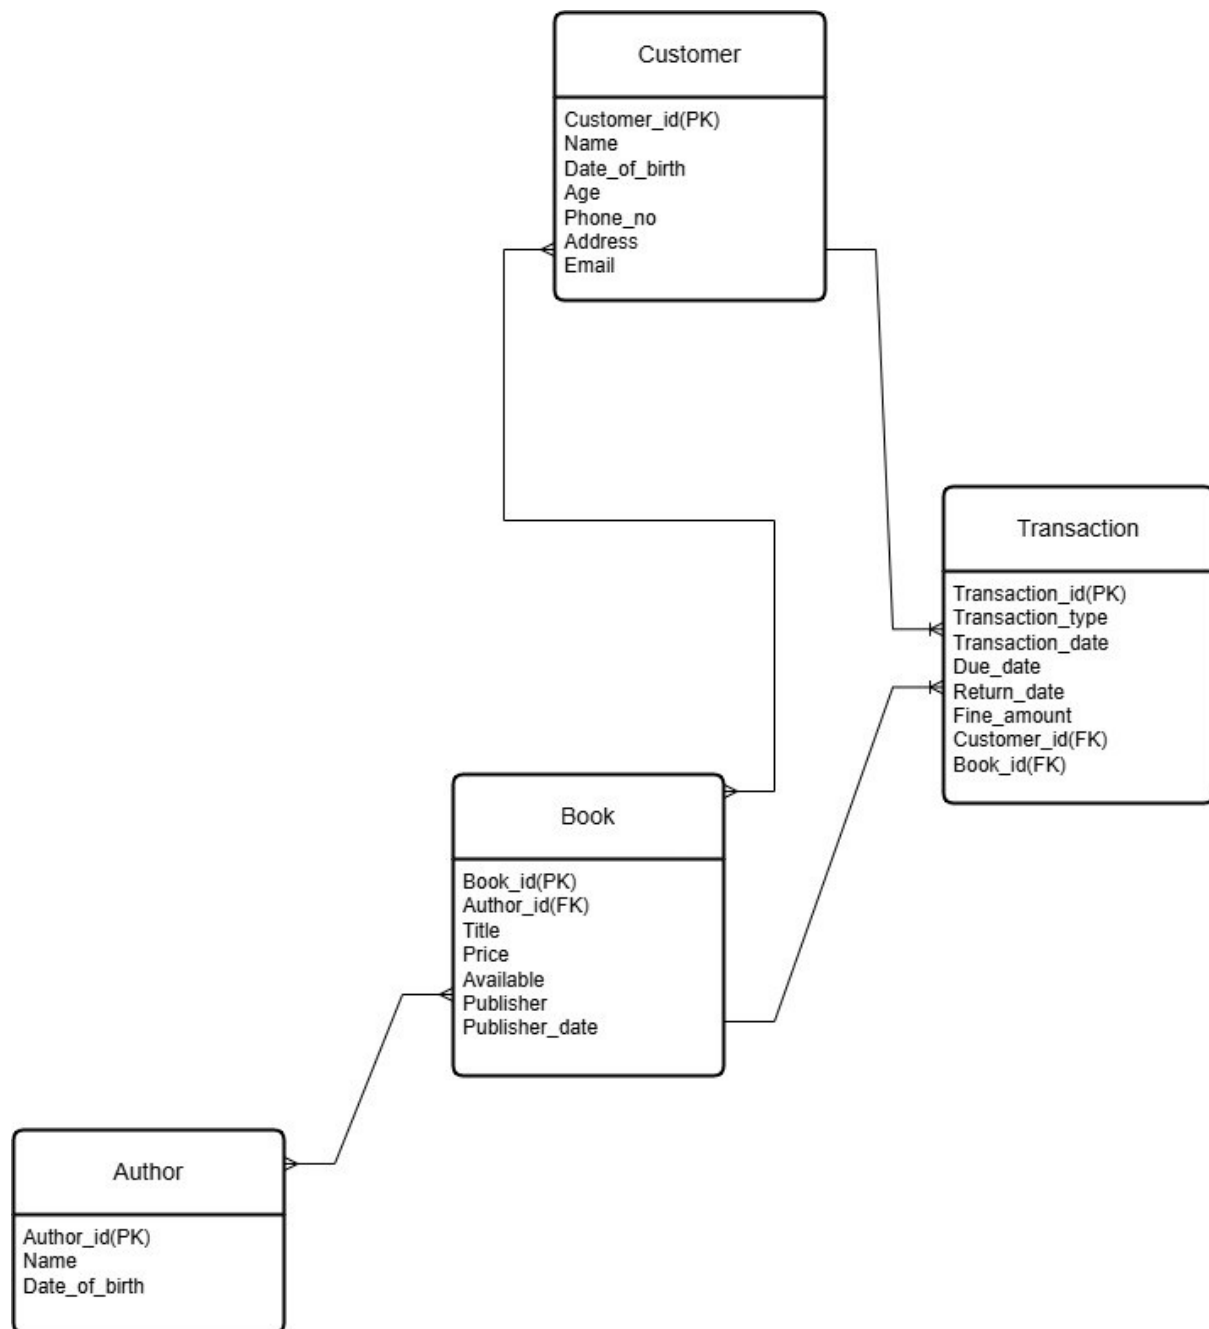 Customer
Customer_id(PK)
Name
Date_of_birth
Age
Phone_no
Address
Email
Transaction
Transaction_id(PK)
Transaction_type
Transaction_date
Due_date
Return_date
Fine_amount
Customer_id(FK)
Book_id(FK)
Book
Book_id(PK)
Author_id(FK)
Title
Price
Available
Publisher
Publisher_date
Author
Author_id(PK)
Name
Date_of_birth